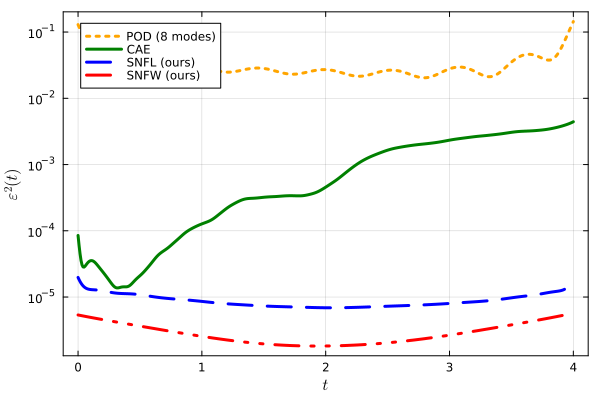 10⁻¹
10⁻²
10⁻³
10⁻⁴
10⁻⁵
ε²(t)
POD (8 modes)
CAE
SNFL (ours)
SNFW (ours)
0 1 2 3 4
t